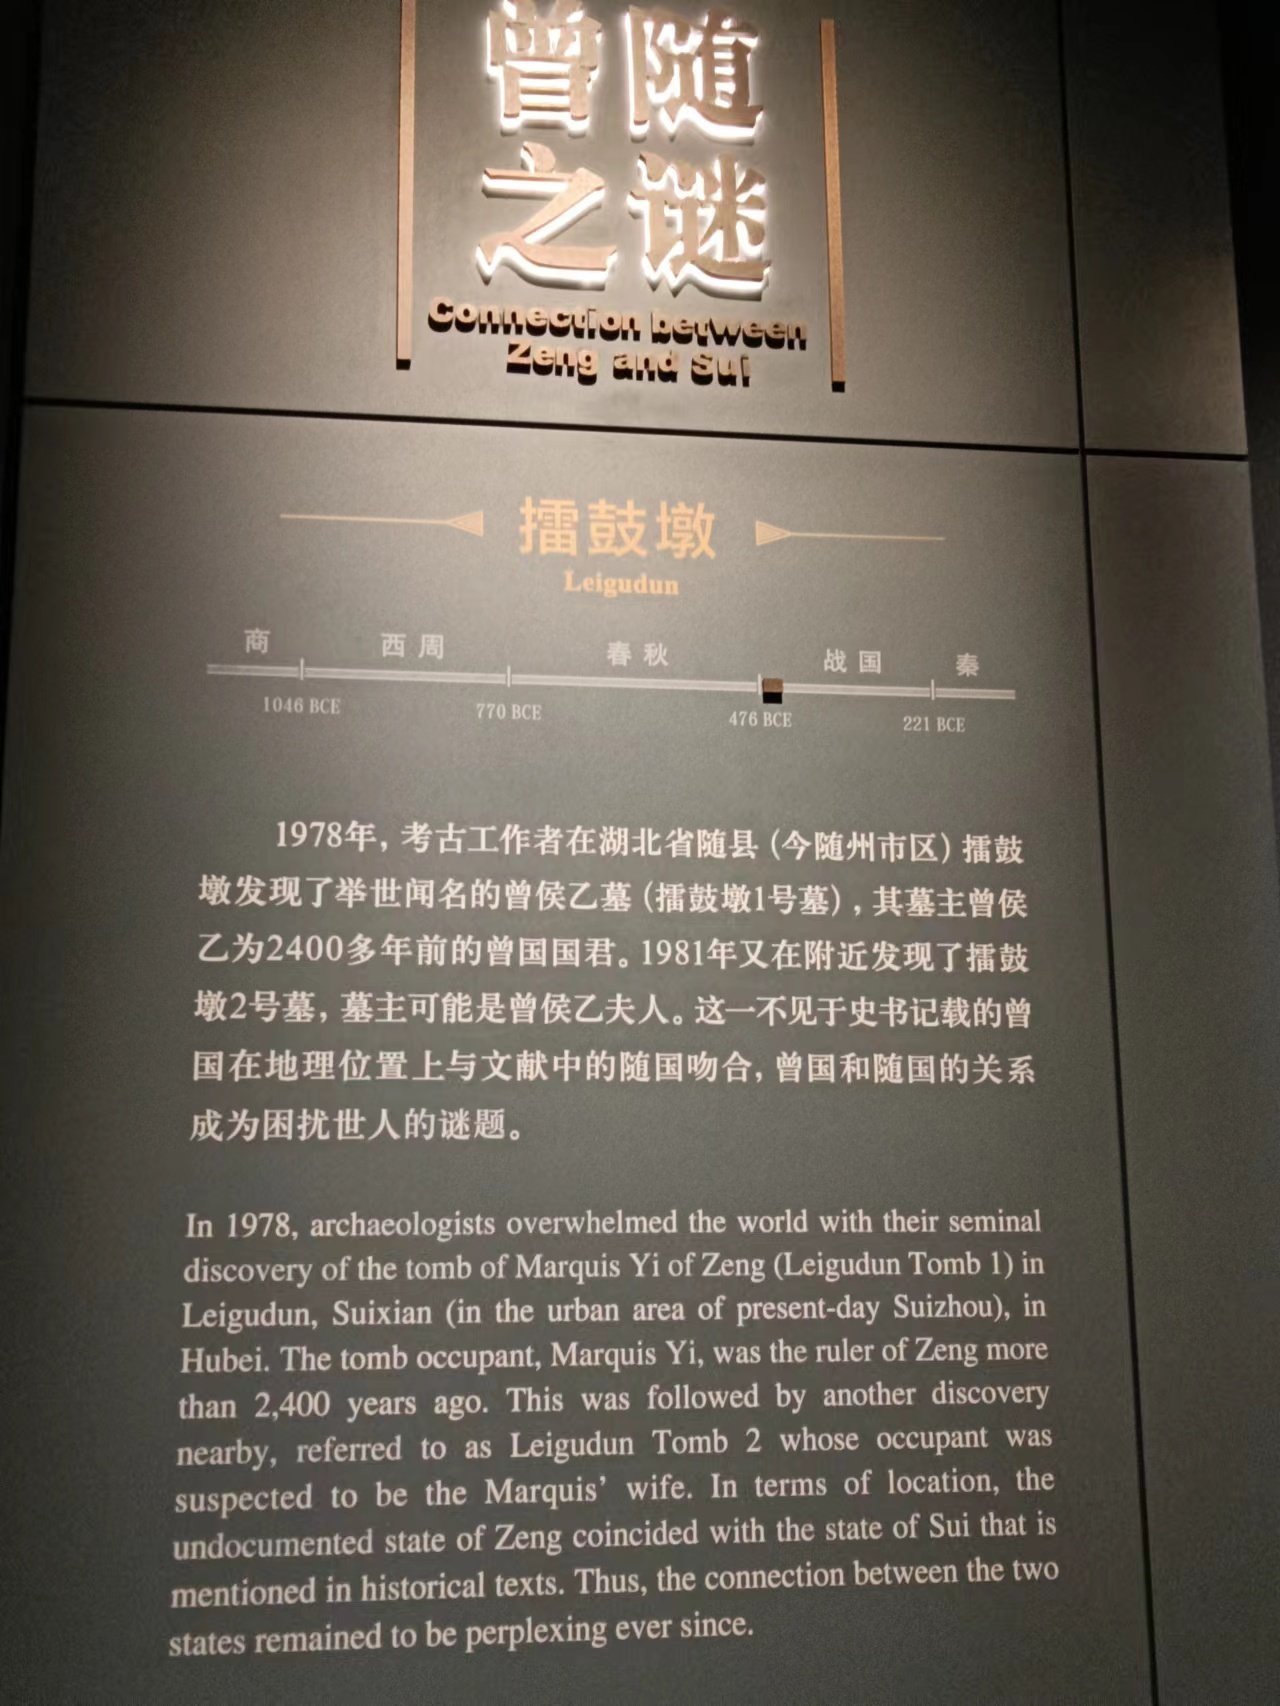 曾随
之谜
Connection between
Zeng and Sui
擂鼓墩
Leigudun
商 西周 春秋 战国 秦
1046 BCE 770 BCE 476 BCE 221 BCE
1978年，考古工作者在湖北省随县（今随州市区）擂鼓
墩发现了举世闻名的曾侯乙墓（擂鼓墩1号墓），其墓主曾侯
乙为2400多年前的曾国国君。1981年又在附近发现了擂鼓
墩2号墓，墓主可能是曾侯乙夫人。这一不见于史书记载的曾
国在地理位置上与文献中的随国吻合，曾国和随国的关系
成为困扰世人的谜题。
In 1978, archaeologists overwhelmed the world with their seminal
discovery of the tomb of Marquis Yi of Zeng (Leigudun Tomb 1) in
Leigudun, Suixian (in the urban area of present-day Suizhou), in
Hubei. The tomb occupant, Marquis Yi, was the ruler of Zeng more
than 2,400 years ago. This was followed by another discovery
nearby, referred to as Leigudun Tomb 2 whose occupant was
suspected to be the Marquis’ wife. In terms of location, the
undocumented state of Zeng coincided with the state of Sui that is
mentioned in historical texts. Thus, the connection between the two
states remained to be perplexing ever since.